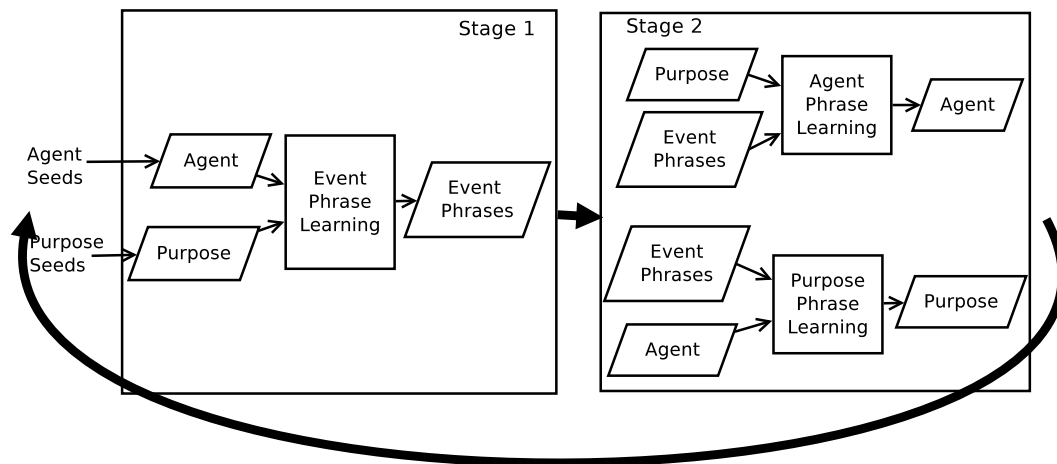 Stage 1
Agent
Seeds
Purpose
Seeds
Agent
Purpose
Event
Phrase
Learning
Event
Phrases
Stage 2
Purpose
Event
Phrases
Agent
Phrase
Learning
Agent
Event
Phrases
Agent
Purpose
Phrase
Learning
Purpose